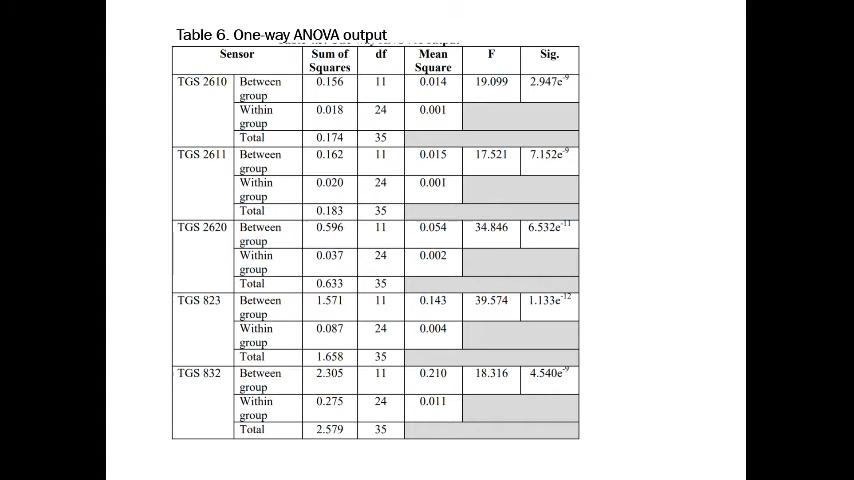 Table 6. One-way ANOVA output
Sensor Sum of Squares df Mean Square F Sig.
TGS 2610 Between group 0.156 11 0.014 19.099 2.947e-9
Within group 0.018 24 0.001
Total 0.174 35
TGS 2611 Between group 0.162 11 0.015 17.521 7.152e-9
Within group 0.020 24 0.001
Total 0.183 35
TGS 2620 Between group 0.596 11 0.054 34.846 6.532e-11
Within group 0.037 24 0.002
Total 0.633 35
TGS 823 Between group 1.571 11 0.143 39.574 1.133e-12
Within group 0.087 24 0.004
Total 1.658 35
TGS 832 Between group 2.305 11 0.210 18.316 4.540e-9
Within group 0.275 24 0.011
Total 2.579 35